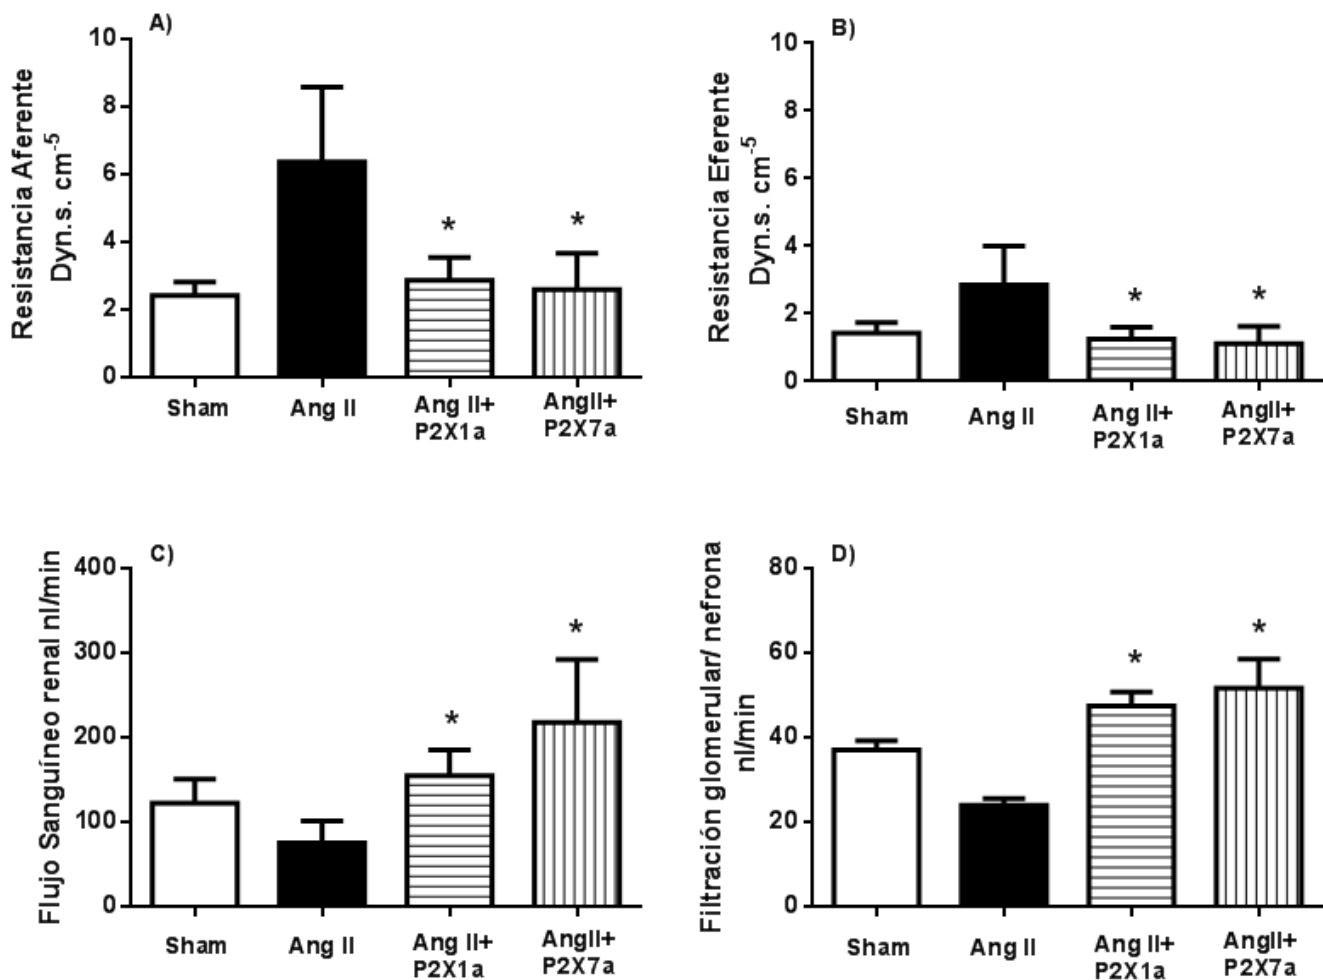 A)
Resistancia Aferente
Dyn.s. cm-5
10
8
6
4
2
0
*
*
Sham
Ang II
Ang II+
P2X1a
AngII+
P2X7a
B)
Resistancia Eferente
Dyn.s. cm-5
10
8
6
4
2
0
*
*
Sham
Ang II
Ang II+
P2X1a
AngII+
P2X7a
C)
Flujo Sanguíneo renal nl/min
400
300
200
100
0
*
*
Sham
Ang II
Ang II+
P2X1a
AngII+
P2X7a
D)
Filtración glomerular/ nefrona
nl/min
80
60
40
20
0
*
*
Sham
Ang II
Ang II+
P2X1a
AngII+
P2X7a